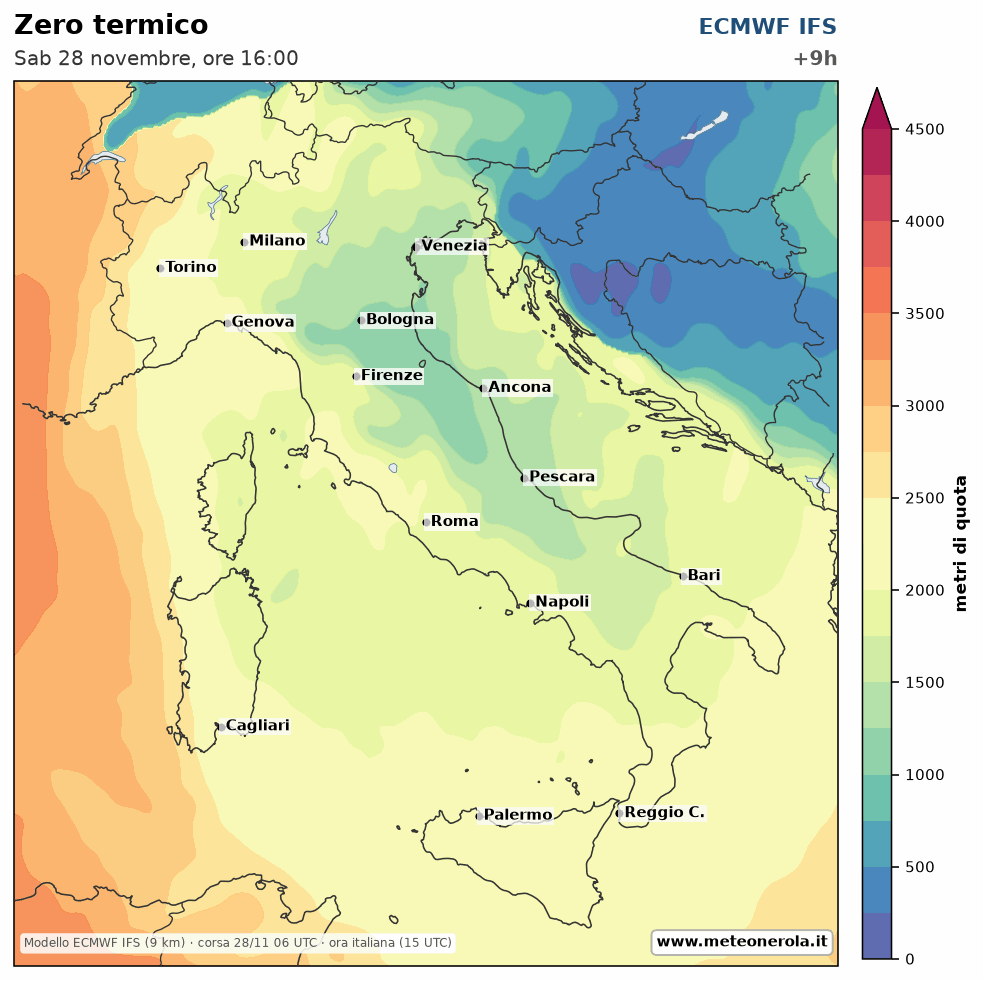 Zero termico
ECMWF IFS
Sab 28 novembre, ore 16:00
+9h
Milano
Venezia
Torino
Genova
Bologna
Firenze
Ancona
Pescara
Roma
Bari
Napoli
Cagliari
Palermo
Reggio C.
4500
4000
3500
3000
2500
2000
1500
1000
500
0
metri di quota
Modello ECMWF IFS (9 km) · corsa 28/11 06 UTC · ora italiana (15 UTC)
www.meteonerola.it